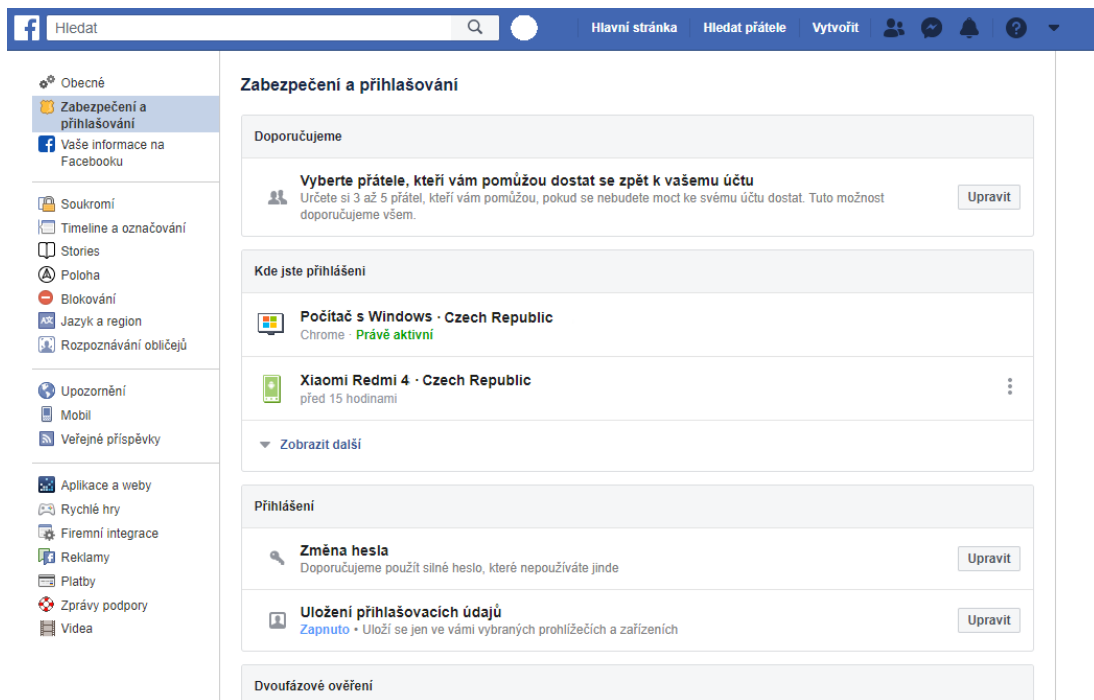 Hledat
Hlavní stránka
Hledat přátele
Vytvořit
Obecné
Zabezpečení a
přihlašování
Vaše informace na
Facebooku
Soukromí
Timeline a označování
Stories
Poloha
Blokování
Jazyk a region
Rozpoznávání obličejů
Upozornění
Mobil
Veřejné příspěvky
Aplikace a weby
Rychlé hry
Firemní integrace
Reklamy
Platby
Zprávy podpory
Videa
Zabezpečení a přihlašování
Doporučujeme
Vyberte přátele, kteří vám pomůžou dostat se zpět k vašemu účtu
Určete si 3 až 5 přátel, kteří vám pomůžou, pokud se nebudete moct ke svému účtu dostat. Tuto možnost
doporučujeme všem.
Upravit
Kde jste přihlášeni
Počítač s Windows · Czech Republic
Chrome · Právě aktivní
Xiaomi Redmi 4 · Czech Republic
před 15 hodinami
Zobrazit další
Přihlášení
Změna hesla
Doporučujeme použít silné heslo, které nepoužíváte jinde
Upravit
Uložení přihlašovacích údajů
Zapnuto • Uloží se jen ve vámi vybraných prohlížečích a zařízeních
Upravit
Dvoufázové ověření